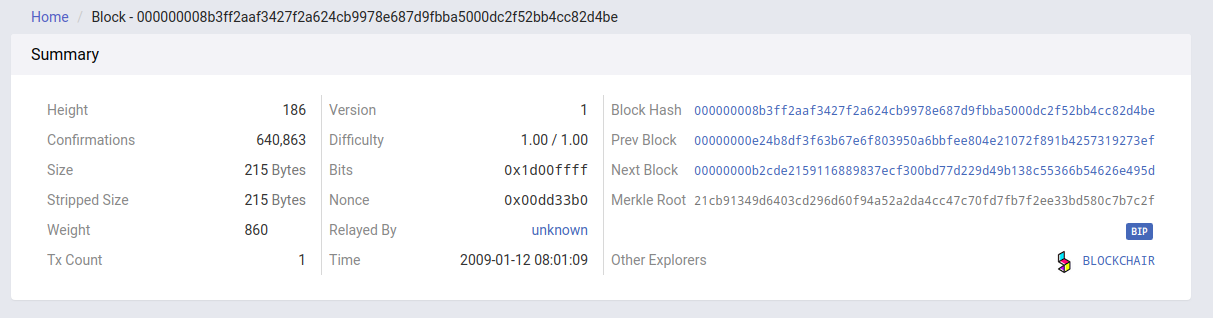 Home / Block - 000000008b3ff2aaf3427f2a624cb9978e687d9fbba5000dc2f52bb4cc82d4be
Summary
Height 186 Version 1 Block Hash 000000008b3ff2aaf3427f2a624cb9978e687d9fbba5000dc2f52bb4cc82d4be
Confirmations 640,863 Difficulty 1.00 / 1.00 Prev Block 00000000e24b8df3f63b67e6f803950a6bbfee804e21072f891b4257319273ef
Size 215 Bytes Bits 0x1d00ffff Next Block 00000000b2cde2159116889837ecf300bd77d229d49b138c55366b54626e495d
Stripped Size 215 Bytes Nonce 0x00dd33b0 Merkle Root 21cb91349d6403cd296d60f94a52a2da4cc47c70fd7fb7f2ee33bd580c7b7c2f
Weight 860 Relayed By unknown BIP
Tx Count 1 Time 2009-01-12 08:01:09 Other Explorers BLOCKCHAIR